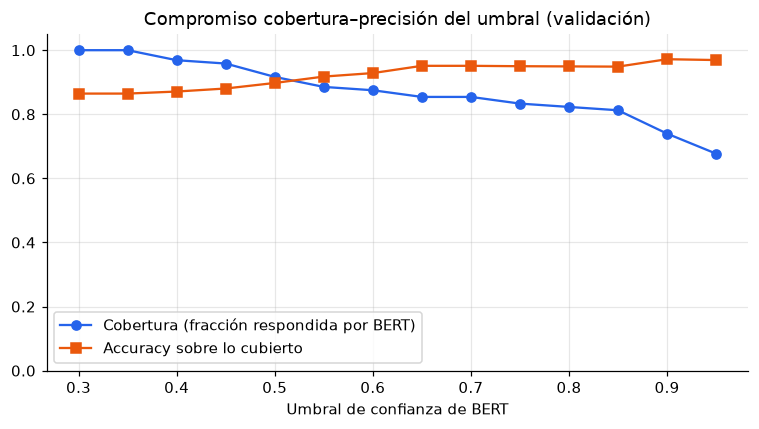 Compromiso cobertura–precisión del umbral (validación)
1.0
0.8
0.6
0.4
0.2
0.0
Cobertura (fracción respondida por BERT)
Accuracy sobre lo cubierto
0.3 0.4 0.5 0.6 0.7 0.8 0.9
Umbral de confianza de BERT